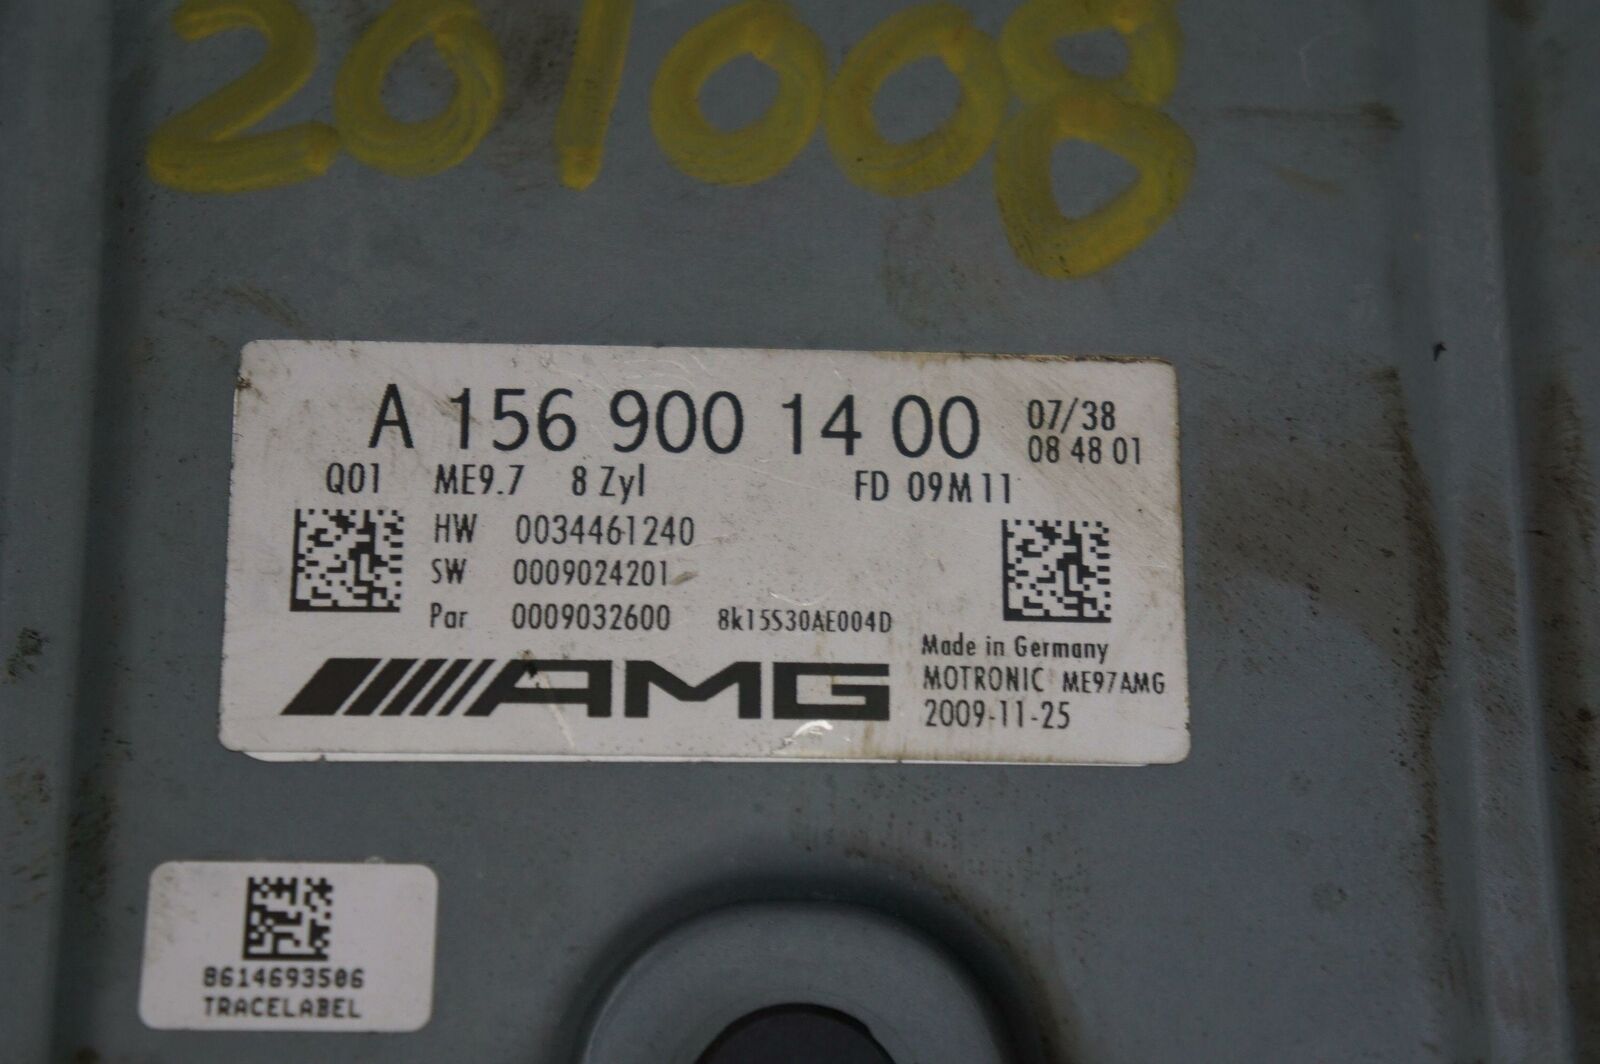 201008
A 156 900 14 00
07/38
08 48 01
Q01 ME9.7 8 Zyl FD 09M11
HW 0034461240
SW 0009024201
Par 0009032600 8k15S30AE004D
AMG
Made in Germany
MOTRONIC ME97AMG
2009-11-25
8614693506
TRACELABEL